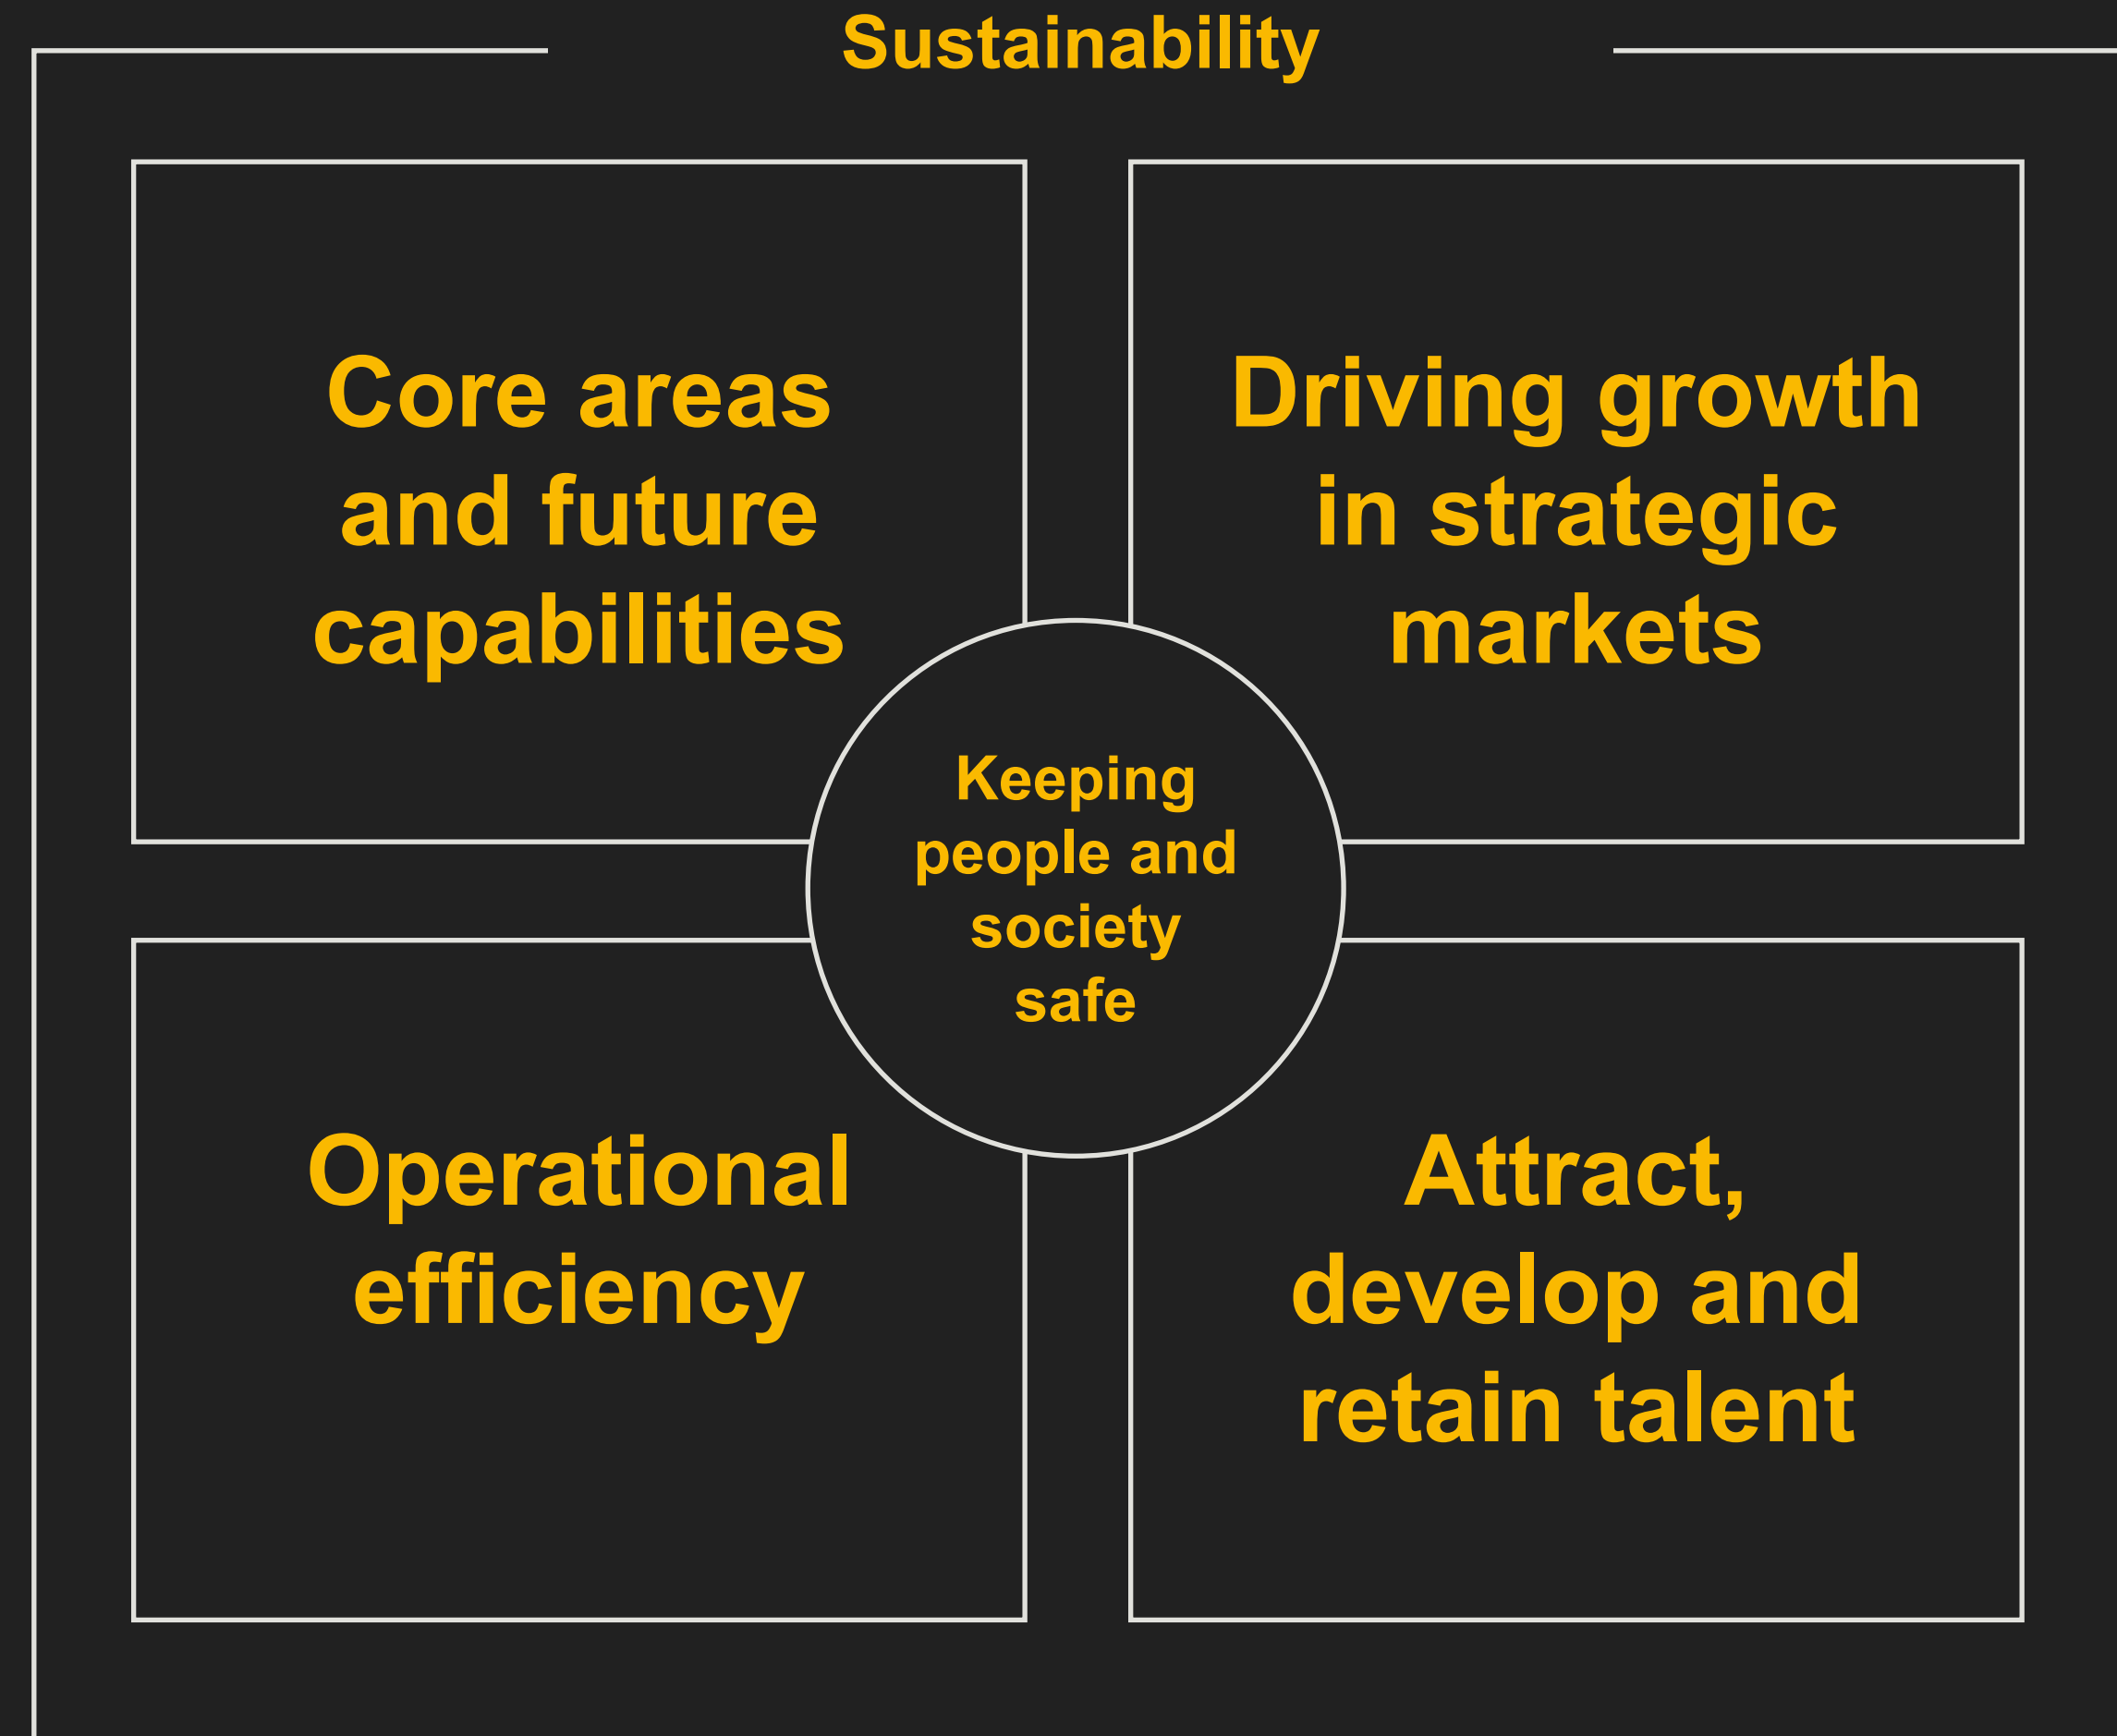 Sustainability
Core areas
and future
capabilities
Driving growth
in strategic
markets
Keeping
people and
society
safe
Operational
efficiency
Attract,
develop and
retain talent